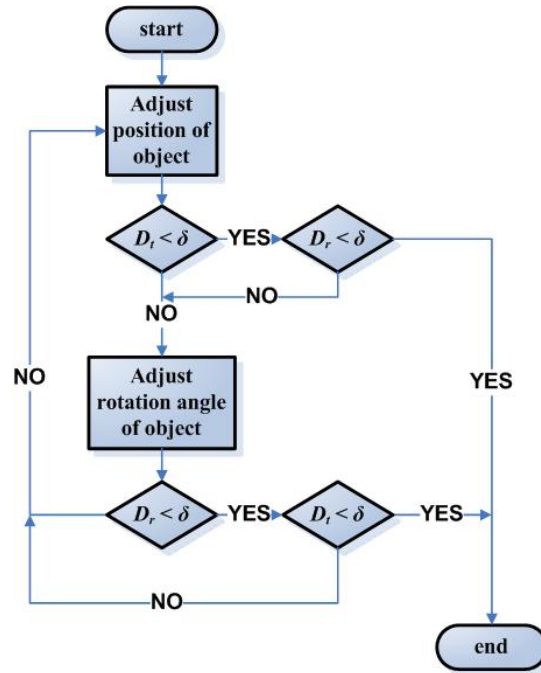 start
Adjust
position of
object
D_t < δ
YES
D_r < δ
NO
NO
Adjust
rotation angle
of object
NO
YES
D_r < δ
YES
D_t < δ
YES
NO
end